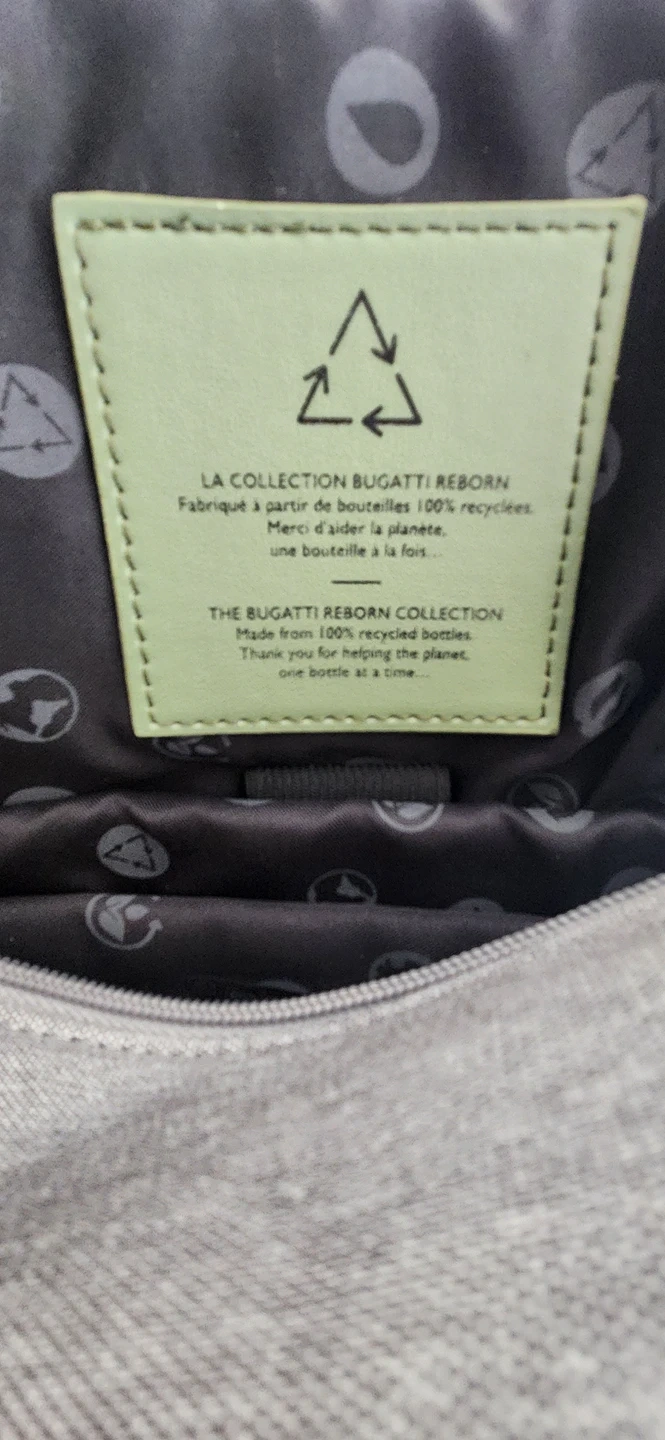 LA COLLECTION BUGATTI REBORN
Fabriqué à partir de bouteilles 100% recyclées.
Merci d'aider la planète,
une bouteille à la fois...
THE BUGATTI REBORN COLLECTION
Made from 100% recycled bottles.
Thank you for helping the planet,
one bottle at a time...